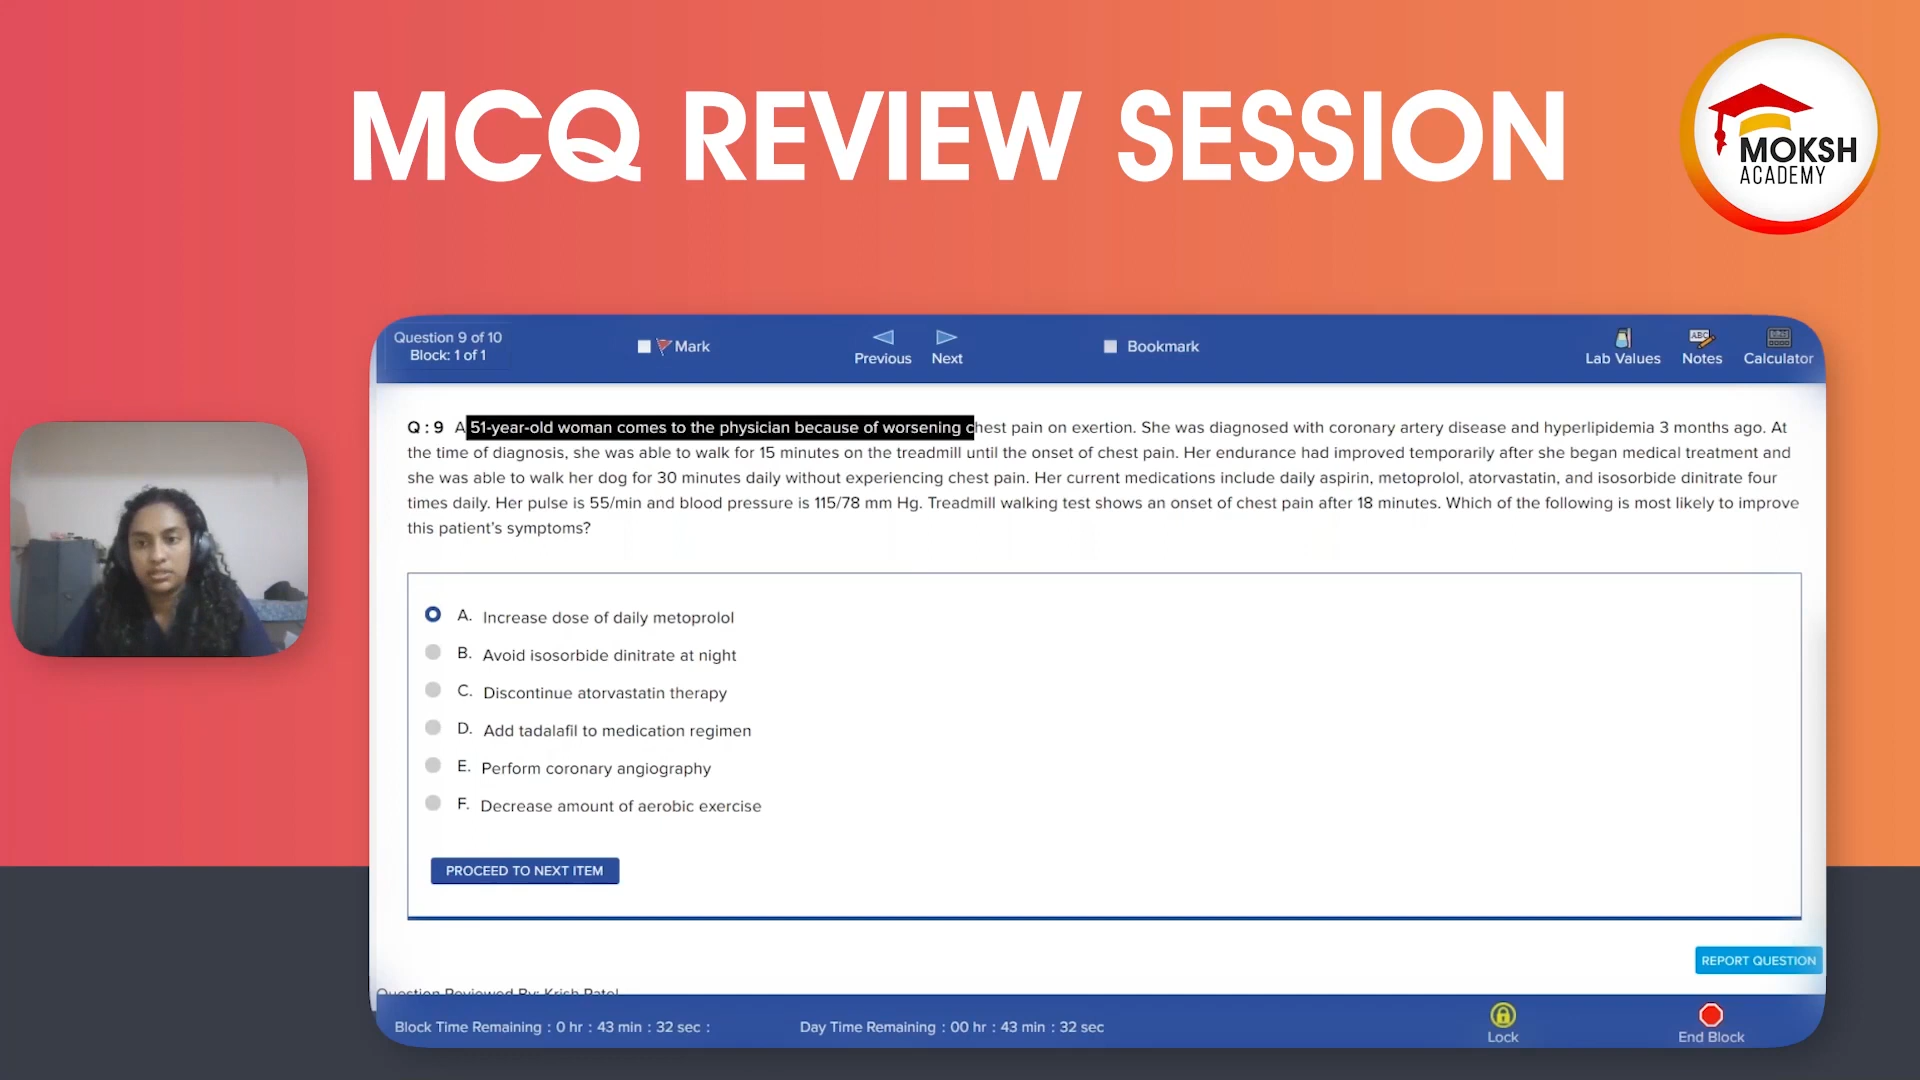 MCQ REVIEW SESSION
MOKSH
ACADEMY
Question 9 of 10
Block: 1 of 1
Mark
Previous
Next
Bookmark
Lab Values
ABC
Notes
Calculator
Q : 9 A 51-year-old woman comes to the physician because of worsening chest pain on exertion. She was diagnosed with coronary artery disease and hyperlipidemia 3 months ago. At
the time of diagnosis, she was able to walk for 15 minutes on the treadmill until the onset of chest pain. Her endurance had improved temporarily after she began medical treatment and
she was able to walk her dog for 30 minutes daily without experiencing chest pain. Her current medications include daily aspirin, metoprolol, atorvastatin, and isosorbide dinitrate four
times daily. Her pulse is 55/min and blood pressure is 115/78 mm Hg. Treadmill walking test shows an onset of chest pain after 18 minutes. Which of the following is most likely to improve
this patient's symptoms?
A. Increase dose of daily metoprolol
B. Avoid isosorbide dinitrate at night
C. Discontinue atorvastatin therapy
D. Add tadalafil to medication regimen
E. Perform coronary angiography
F. Decrease amount of aerobic exercise
PROCEED TO NEXT ITEM
REPORT QUESTION
Question Reviewed By: Krish Patel
Block Time Remaining : 0 hr : 43 min : 32 sec :
Day Time Remaining : 00 hr : 43 min : 32 sec
Lock
End Block